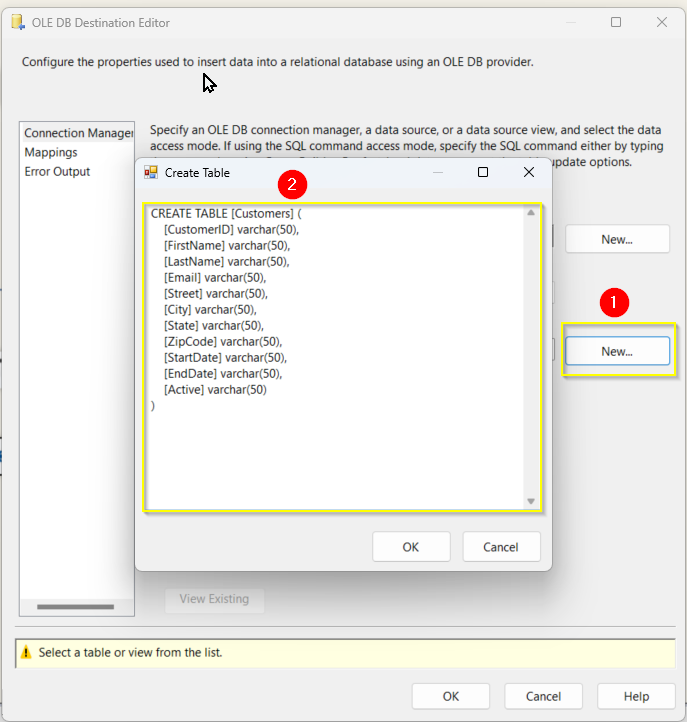 OLE DB Destination Editor
Configure the properties used to insert data into a relational database using an OLE DB provider.
Connection Manager
Mappings
Error Output
Specify an OLE DB connection manager, a data source, or a data source view, and select the data
access mode. If using the SQL command access mode, specify the SQL command either by typing
update options.
Create Table
2
CREATE TABLE [Customers] (
[CustomerID] varchar(50),
[FirstName] varchar(50),
[LastName] varchar(50),
[Email] varchar(50),
[Street] varchar(50),
[City] varchar(50),
[State] varchar(50),
[ZipCode] varchar(50),
[StartDate] varchar(50),
[EndDate] varchar(50),
[Active] varchar(50)
)
New...
1
New...
OK
Cancel
View Existing
Select a table or view from the list.
OK
Cancel
Help